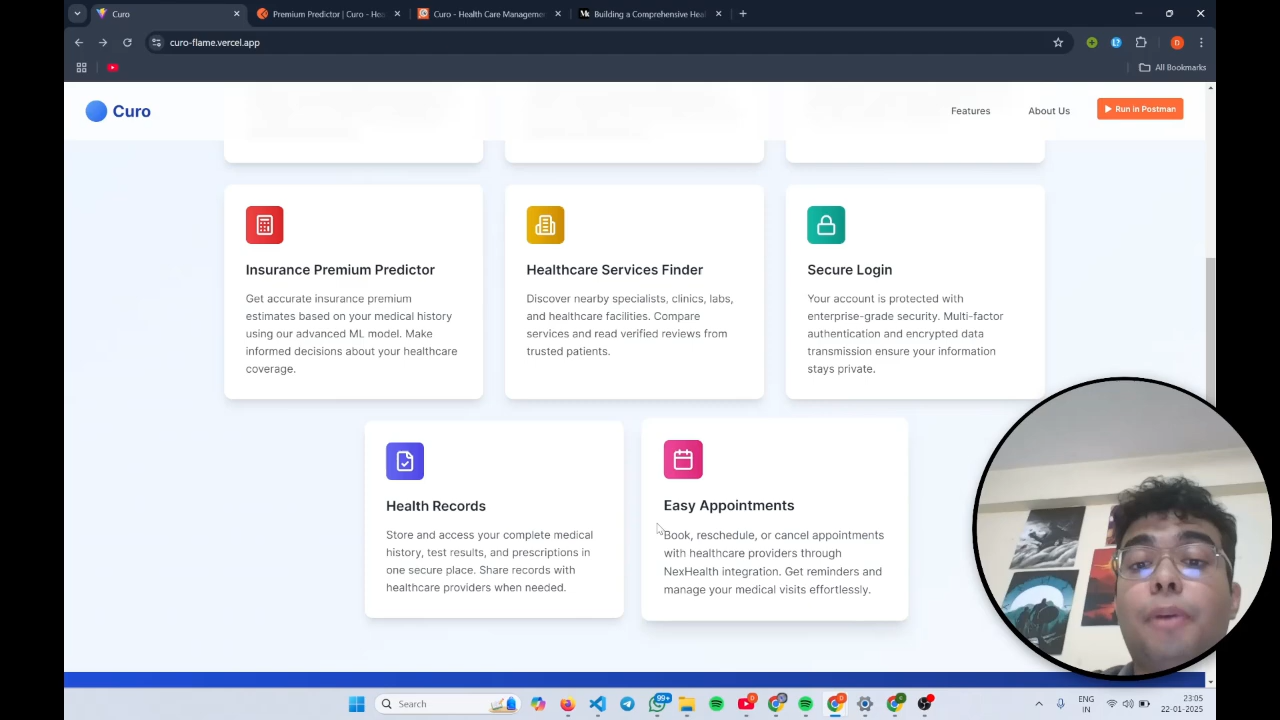 Curo
Premium Predictor | Curo - Hea
Curo - Health Care Managemen
Building a Comprehensive Heal
curo-flame.vercel.app
All Bookmarks
Curo
Features
About Us
Run in Postman
Insurance Premium Predictor
Get accurate insurance premium
estimates based on your medical history
using our advanced ML model. Make
informed decisions about your healthcare
coverage.
Healthcare Services Finder
Discover nearby specialists, clinics, labs,
and healthcare facilities. Compare
services and read verified reviews from
trusted patients.
Secure Login
Your account is protected with
enterprise-grade security. Multi-factor
authentication and encrypted data
transmission ensure your information
stays private.
Health Records
Store and access your complete medical
history, test results, and prescriptions in
one secure place. Share records with
healthcare providers when needed.
Easy Appointments
Book, reschedule, or cancel appointments
with healthcare providers through
NexHealth integration. Get reminders and
manage your medical visits effortlessly.
Search
99+
ENG
IN
23:05
22-01-2025